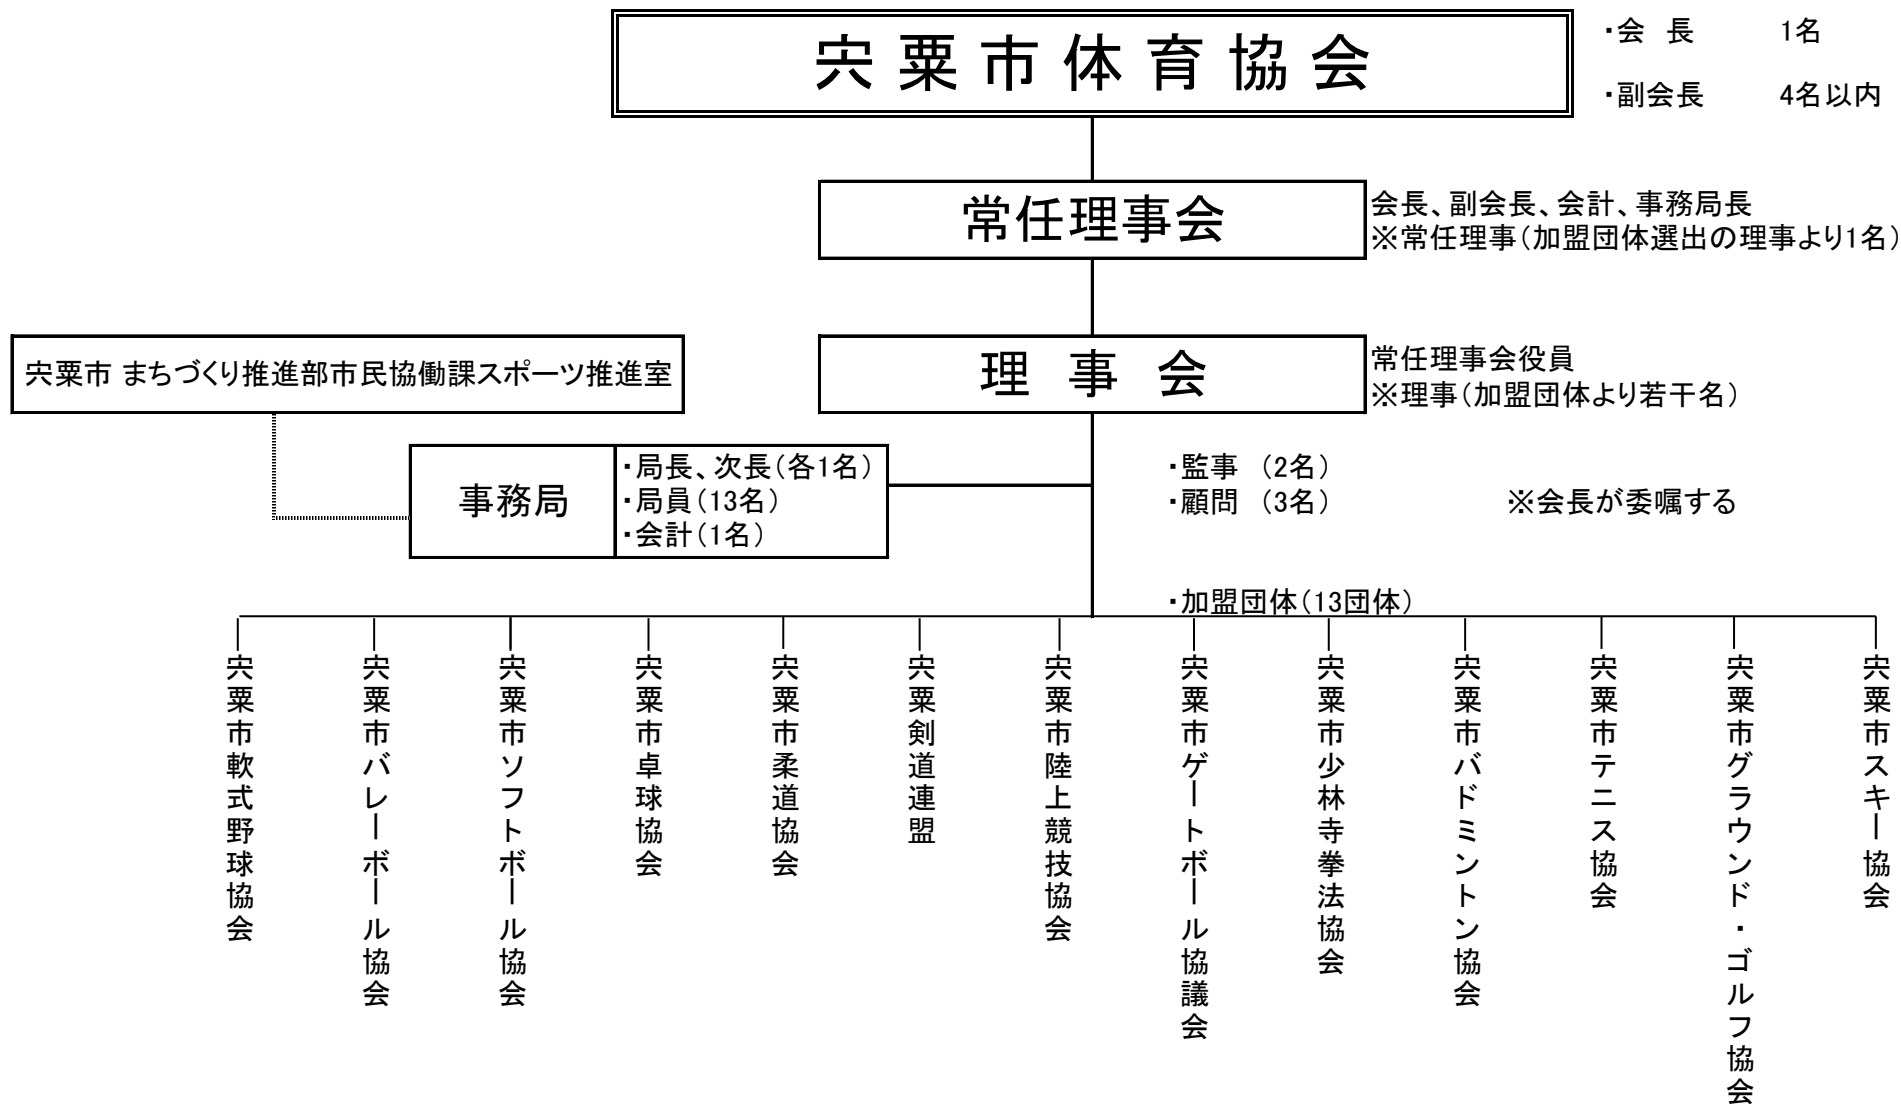 宍粟市体育協会
・会 長 1名
・副会長 4名以内
常任理事会
会長、副会長、会計、事務局長
※常任理事(加盟団体選出の理事より1名)
宍粟市 まちづくり推進部市民協働課スポーツ推進室
理 事 会
常任理事会役員
※理事(加盟団体より若干名)
事務局
・局長、次長(各1名)
・局員(13名)
・会計(1名)
・監事 (2名)
・顧問 (3名) ※会長が委嘱する
・加盟団体(13団体)
宍粟市軟式野球協会
宍粟市バレーボール協会
宍粟市ソフトボール協会
宍粟市卓球協会
宍粟市柔道協会
宍粟剣道連盟
宍粟市陸上競技協会
宍粟市ゲートボール協議会
宍粟市少林寺拳法協会
宍粟市バドミントン協会
宍粟市テニス協会
宍粟市グラウンド・ゴルフ協会
宍粟市スキー協会